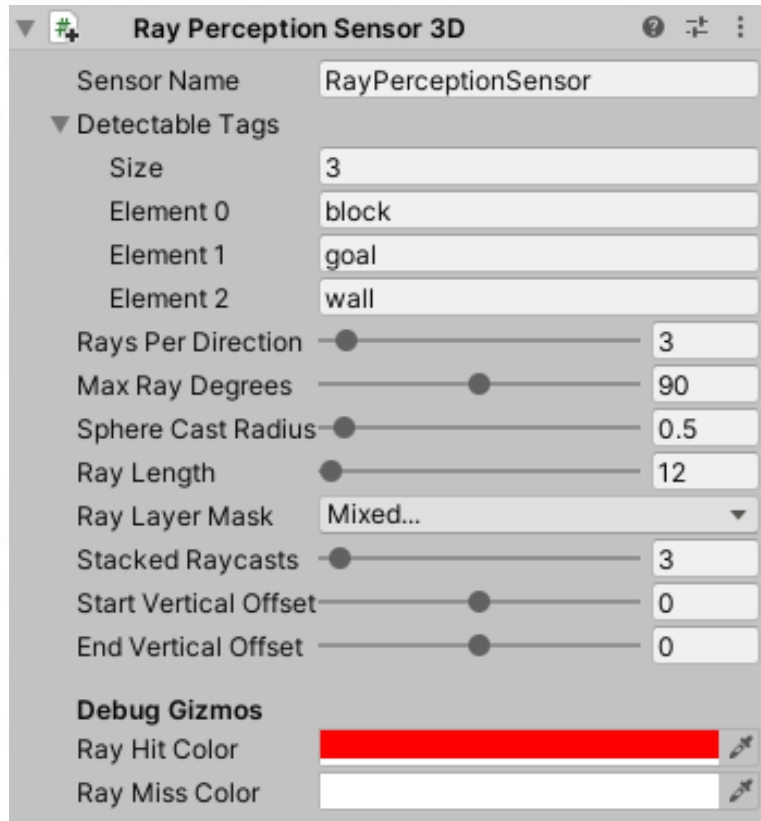 Ray Perception Sensor 3D
Sensor Name RayPerceptionSensor
Detectable Tags
Size 3
Element 0 block
Element 1 goal
Element 2 wall
Rays Per Direction 3
Max Ray Degrees 90
Sphere Cast Radius 0.5
Ray Length 12
Ray Layer Mask Mixed...
Stacked Raycasts 3
Start Vertical Offset 0
End Vertical Offset 0
Debug Gizmos
Ray Hit Color
Ray Miss Color